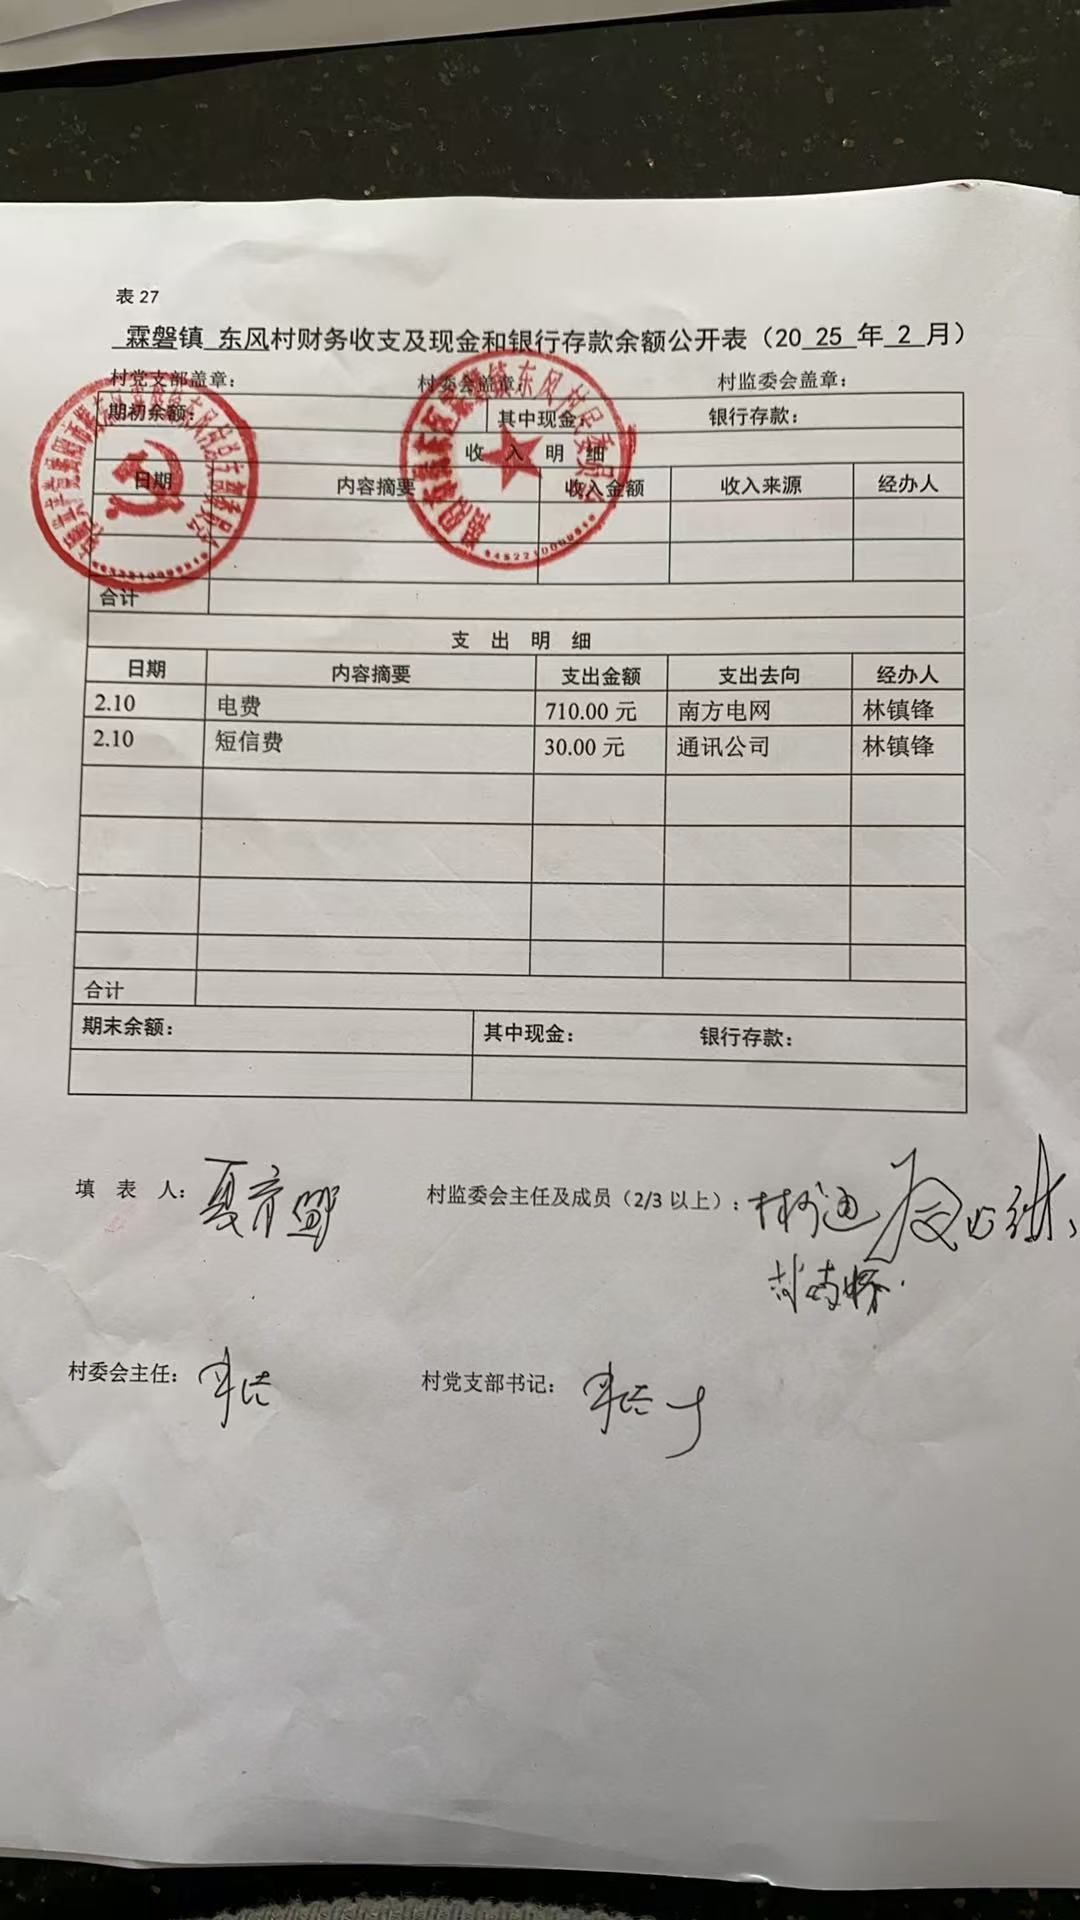 表 27
霖磐镇 东风村财务收支及现金和银行存款余额公开表（20 25 年 2 月）
村党支部盖章： 村委会盖章： 村监委会盖章：
期初余额： 其中现金： 银行存款：
收 入 明 细
日期 内容摘要 收入金额 收入来源 经办人
合计
支 出 明 细
日期 内容摘要 支出金额 支出去向 经办人
2.10 电费 710.00 元 南方电网 林镇锋
2.10 短信费 30.00 元 通讯公司 林镇锋
合计
期末余额： 其中现金： 银行存款：
填 表 人：
村监委会主任及成员（2/3 以上）：
村委会主任： 村党支部书记：